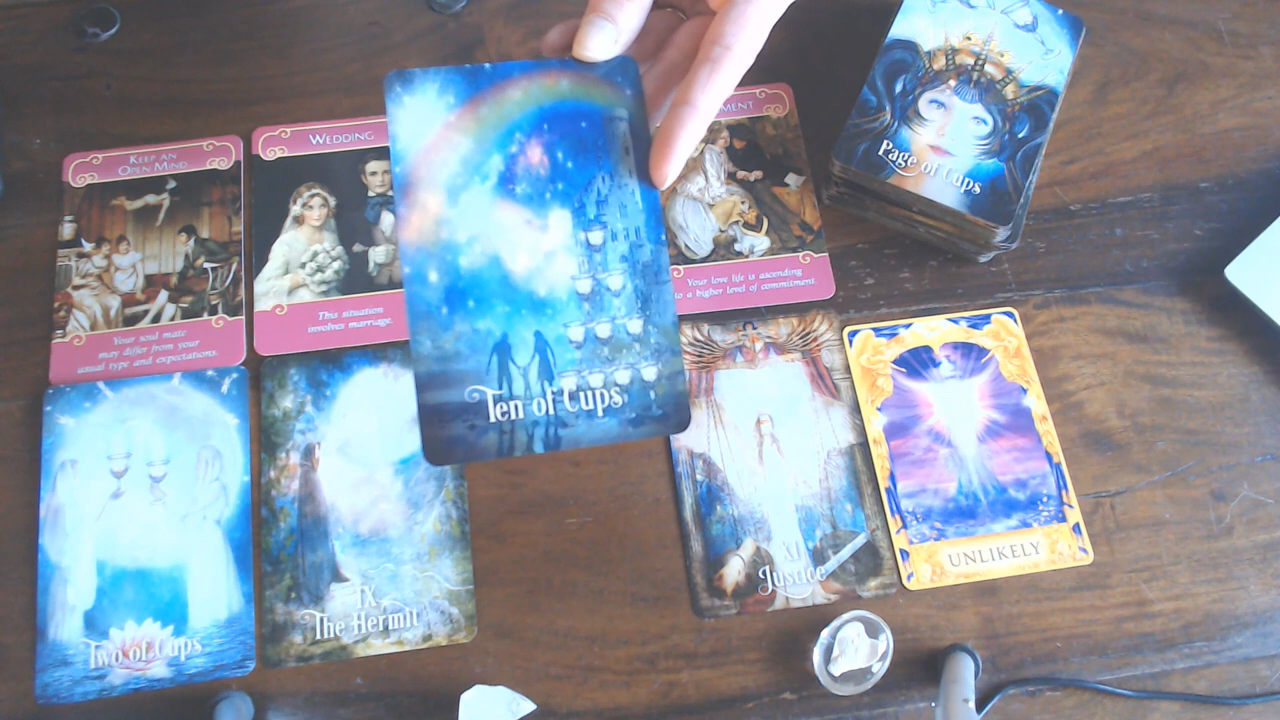 KEEP AN
OPEN MIND
Your soul mate
may differ from your
usual type and expectations.
WEDDING
This situation
involves marriage.
Ten of Cups
MENT
Your love life is ascending
to a higher level of commitment.
Page of Cups
Two of Cups
IX
The Hermit
XI
Justice
UNLIKELY